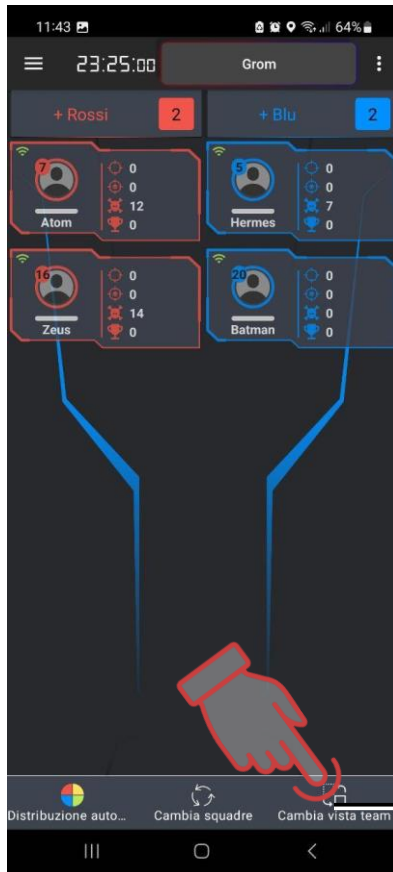 11:43 64%
23:25:00 Grom
+ Rossi 2 + Blu 2
7 0
0
12
Atom 0
5 0
0
7
Hermes 0
16 0
0
14
Zeus 0
20 0
0
0
Batman 0
Distribuzione auto... Cambia squadre Cambia vista team